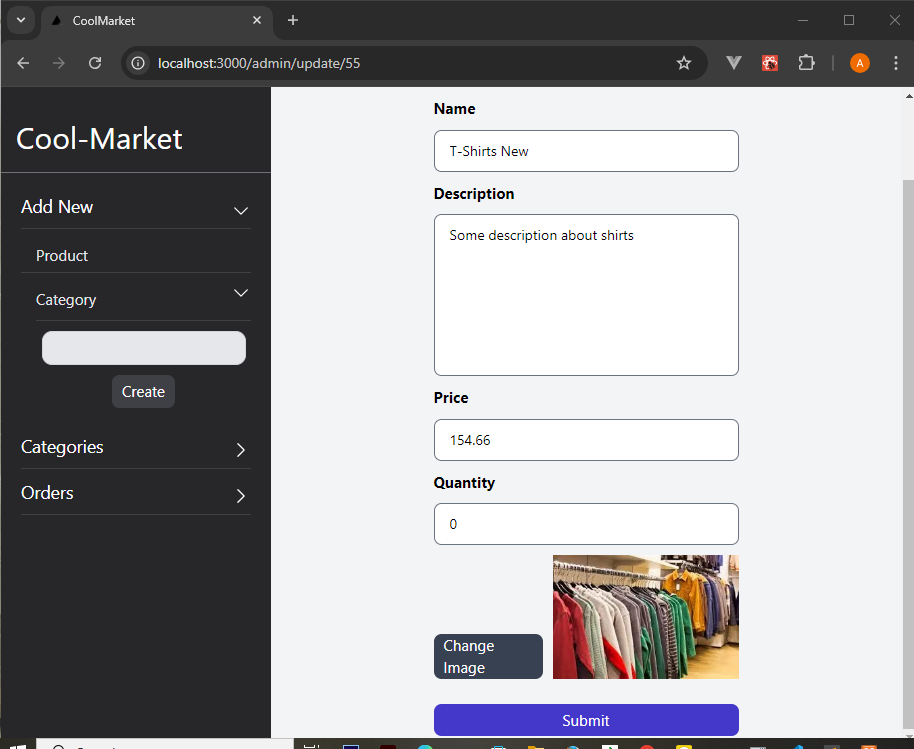 CoolMarket
localhost:3000/admin/update/55
A
Cool-Market
Add New
Product
Category
Create
Categories
Orders
Name
T-Shirts New
Description
Some description about shirts
Price
154.66
Quantity
0
Change
Image
Submit